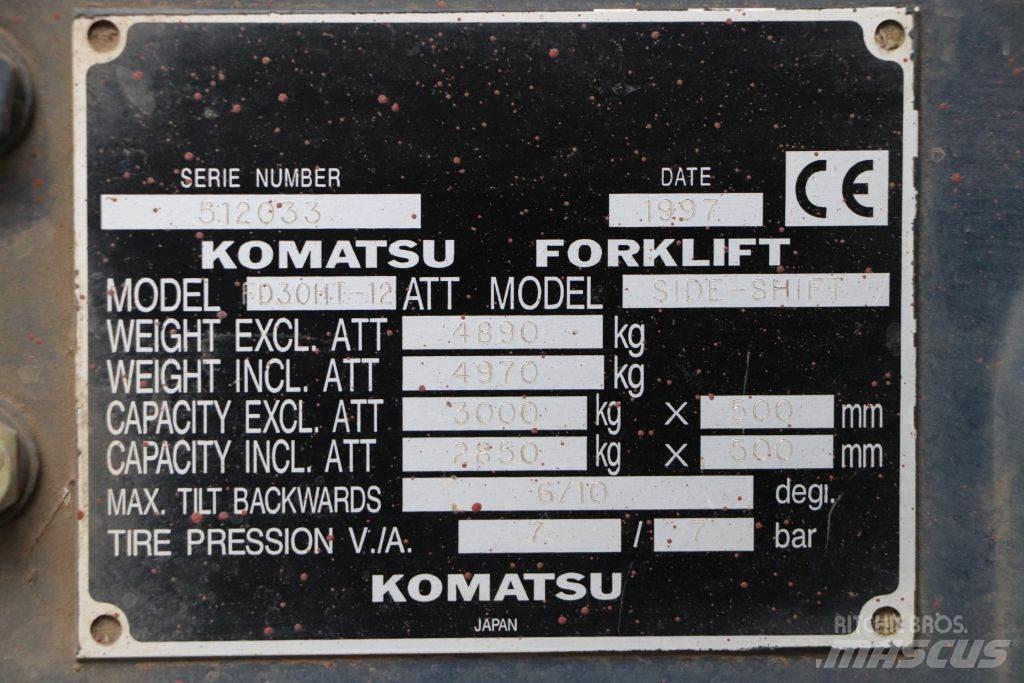 SERIE NUMBER DATE CE
512033 1997
KOMATSU FORKLIFT
MODEL FD30HT-12 ATT MODEL SIDE-SHIFT
WEIGHT EXCL. ATT 4890 kg
WEIGHT INCL. ATT 4970 kg
CAPACITY EXCL. ATT 3000 kg × 500 mm
CAPACITY INCL. ATT 2850 kg × 500 mm
MAX. TILT BACKWARDS 6/10 degi.
TIRE PRESSION V./A. 7 / 7 bar
KOMATSU
JAPAN
RITCHIE BROS.
MASCUS